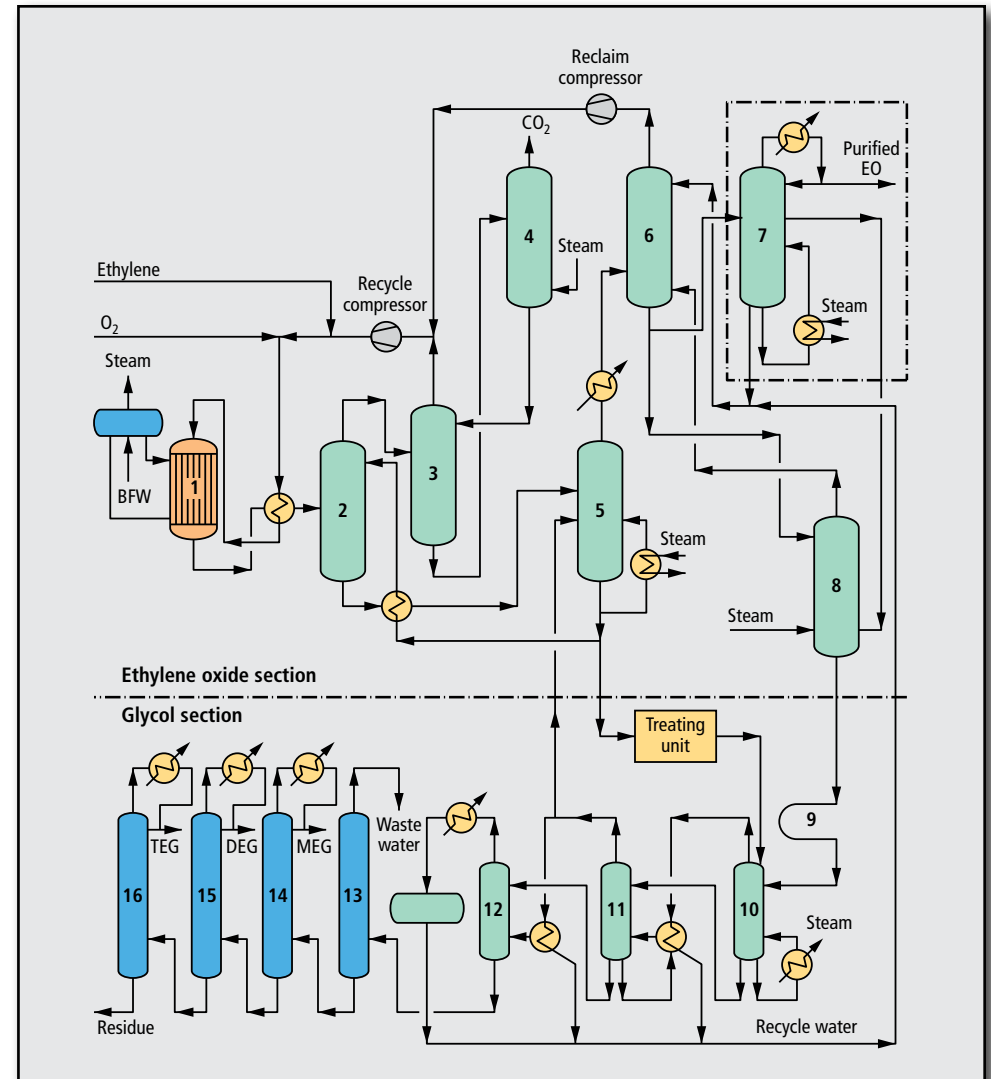 Reclaim
compressor
CO2
Purified
EO
4
6
7
Steam
Ethylene
Recycle
compressor
Steam
O2
Steam
1
2
3
5
BFW
Steam
8
Steam
Ethylene oxide section
Glycol section
Treating
unit
9
TEG
DEG
MEG
Waste
water
16
15
14
13
12
11
10
Steam
Residue
Recycle water